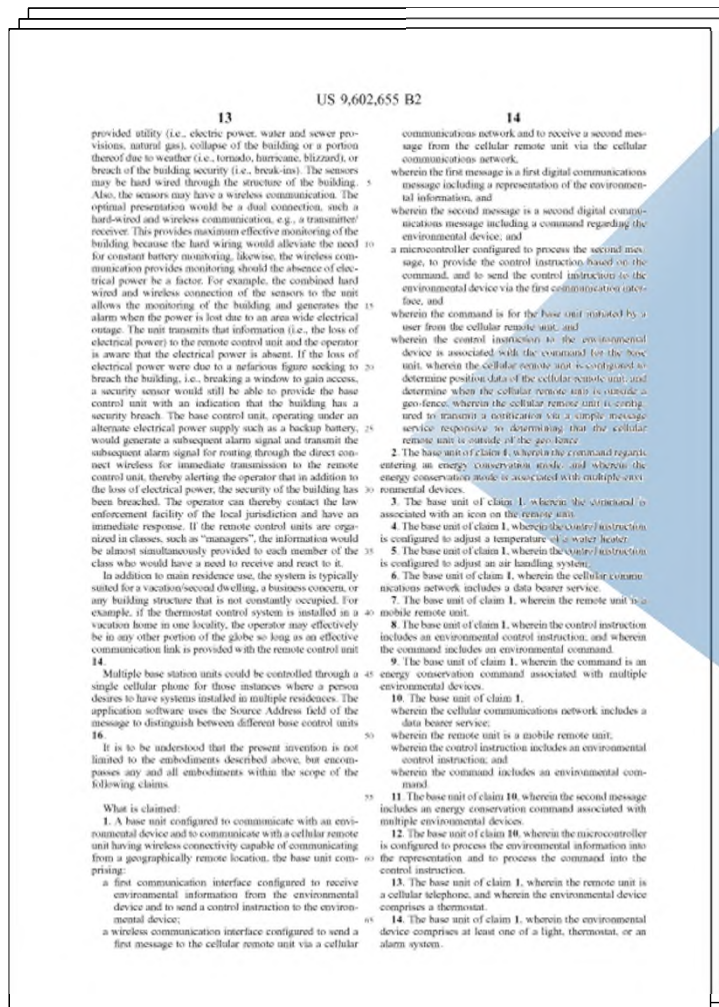 US 9,602,655 B2
13
provided utility (i.e., electric power, water and sewer pro-
visions, natural gas), collapse of the building or a portion
thereof due to weather (i.e., tornado, hurricane, blizzard), or
breach of the building security (i.e., break-ins). The sensors
may be hard wired through the structure of the building. 5
Also, the sensors may have a wireless communication. The
optimal presentation would be a dual connection, such a
hard-wired and wireless communication, e.g., a transmitter/
receiver. This provides maximum effective monitoring of the
building because the hard wiring would alleviate the need 10
for constant battery monitoring, likewise, the wireless com-
munication provides monitoring should the absence of elec-
trical power be a factor. For example, the combined hard
wired and wireless connection of the sensors to the unit
allows the monitoring of the building and generates the 15
alarm when the power is lost due to an area wide electrical
outage. The unit transmits that information (i.e., the loss of
electrical power) to the remote control unit and the operator
is aware that the electrical power is absent. If the loss of
electrical power were due to a nefarious figure seeking to 20
breach the building, i.e., breaking a window to gain access,
a security sensor would still be able to provide the base
control unit with an indication that the building has a
security breach. The base control unit, operating under an
alternate electrical power supply such as a backup battery, 25
would generate a subsequent alarm signal and transmit the
subsequent alarm signal for routing through the direct con-
nect wireless for immediate transmission to the remote
control unit, thereby alerting the operator that in addition to
the loss of electrical power, the security of the building has 30
been breached. The operator can thereby contact the law
enforcement facility of the local jurisdiction and have an
immediate response. If the remote control units are orga-
nized in classes, such as "managers", the information would
be almost simultaneously provided to each member of the 35
class who would have a need to receive and react to it.
In addition to main residence use, the system is typically
suited for a vacation/second dwelling, a business concern, or
any building structure that is not constantly occupied. For
example, if the thermostat control system is installed in a 40
vacation home in one locality, the operator may effectively
be in any other portion of the globe so long as an effective
communication link is provided with the remote control unit
14.
Multiple base station units could be controlled through a 45
single cellular phone for those instances where a person
desires to have systems installed in multiple residences. The
application software uses the Source Address field of the
message to distinguish between different base control units
16. 50
It is to be understood that the present invention is not
limited to the embodiments described above, but encom-
passes any and all embodiments within the scope of the
following claims.
55
What is claimed:
1. A base unit configured to communicate with an envi-
ronmental device and to communicate with a cellular remote
unit having wireless connectivity capable of communicating
from a geographically remote location, the base unit com- 60
prising:
a first communication interface configured to receive
environmental information from the environmental
device and to send a control instruction to the environ-
mental device; 65
a wireless communication interface configured to send a
first message to the cellular remote unit via a cellular
14
communications network and to receive a second mes-
sage from the cellular remote unit via the cellular
communications network,
wherein the first message is a first digital communications
message including a representation of the environmen-
tal information, and
wherein the second message is a second digital commu-
nications message including a command regarding the
environmental device; and
a microcontroller configured to process the second mes-
sage, to provide the control instruction based on the
command, and to send the control instruction to the
environmental device via the first communication inter-
face, and
wherein the command is for the base unit initiated by a
user from the cellular remote unit, and
wherein the control instruction to the environmental
device is associated with the command for the base
unit, wherein the cellular remote unit is configured to
determine position data of the cellular remote unit, and
determine when the cellular remote unit is outside a
geo-fence, wherein the cellular remote unit is config-
ured to transmit a notification via a simple message
service responsive to determining that the cellular
remote unit is outside of the geo-fence.
2. The base unit of claim 1, wherein the command regards
entering an energy conservation mode, and wherein the
energy conservation mode is associated with multiple envi-
ronmental devices.
3. The base unit of claim 1, wherein the command is
associated with an icon on the remote unit.
4. The base unit of claim 1, wherein the control instruction
is configured to adjust a temperature of a water heater.
5. The base unit of claim 1, wherein the control instruction
is configured to adjust an air handling system.
6. The base unit of claim 1, wherein the cellular commu-
nications network includes a data bearer service.
7. The base unit of claim 1, wherein the remote unit is a
mobile remote unit.
8. The base unit of claim 1, wherein the control instruction
includes an environmental control instruction, and wherein
the command includes an environmental command.
9. The base unit of claim 1, wherein the command is an
energy conservation command associated with multiple
environmental devices.
10. The base unit of claim 1,
wherein the cellular communications network includes a
data bearer service;
wherein the remote unit is a mobile remote unit;
wherein the control instruction includes an environmental
control instruction; and
wherein the command includes an environmental com-
mand.
11. The base unit of claim 10, wherein the second message
includes an energy conservation command associated with
multiple environmental devices.
12. The base unit of claim 10, wherein the microcontroller
is configured to process the environmental information into
the representation and to process the command into the
control instruction.
13. The base unit of claim 1, wherein the remote unit is
a cellular telephone, and wherein the environmental device
comprises a thermostat.
14. The base unit of claim 1, wherein the environmental
device comprises at least one of a light, thermostat, or an
alarm system.